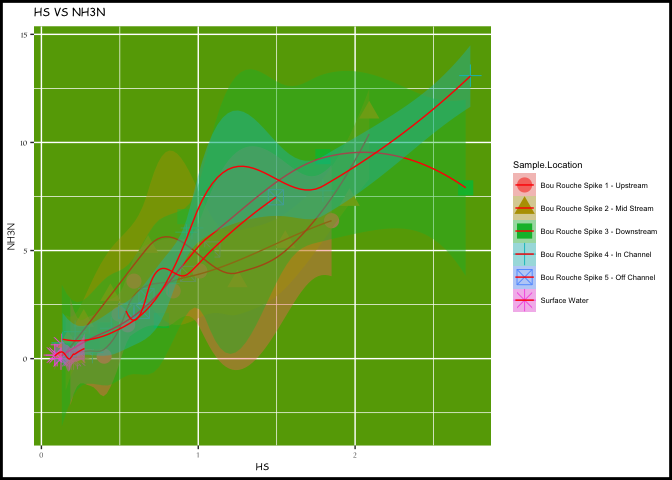 HS VS NH3N
15
10
5
0
NH3N
0
1
2
HS
Sample.Location
Bou Rouche Spike 1 - Upstream
Bou Rouche Spike 2 - Mid Stream
Bou Rouche Spike 3 - Downstream
Bou Rouche Spike 4 - In Channel
Bou Rouche Spike 5 - Off Channel
Surface Water